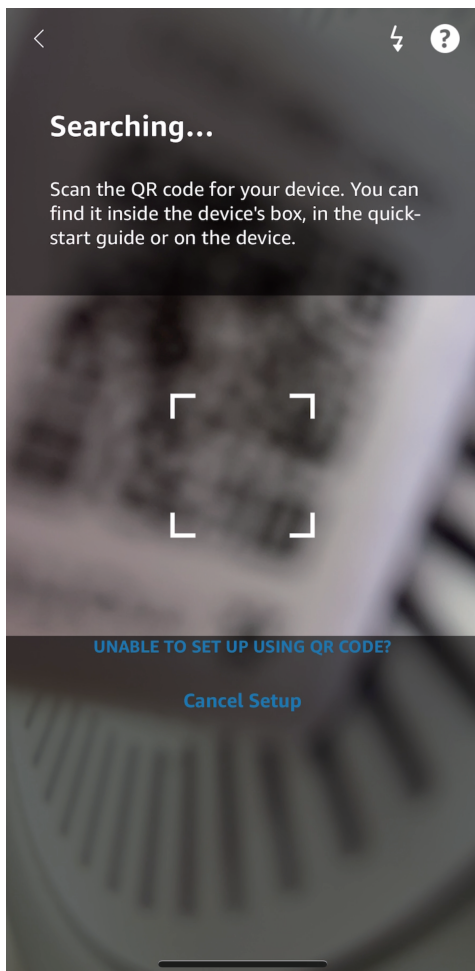 Searching...
Scan the QR code for your device. You can
find it inside the device's box, in the quick-
start guide or on the device.
UNABLE TO SET UP USING QR CODE?
Cancel Setup